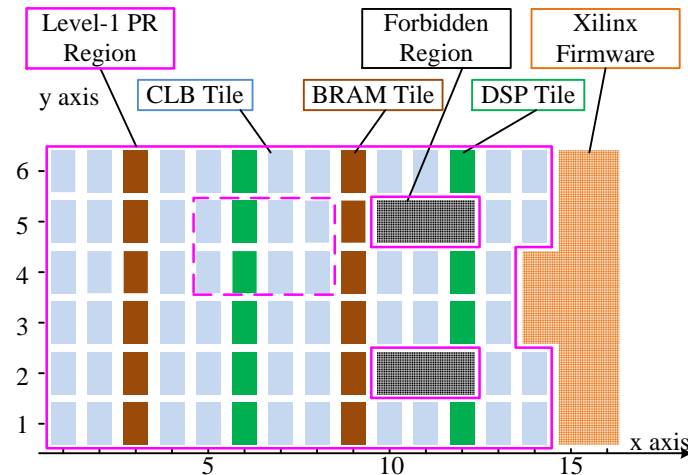 Level-1 PR
Region
Forbidden
Region
Xilinx
Firmware
y axis
CLB Tile
BRAM Tile
DSP Tile
6
5
4
3
2
1
5
10
15
x axis